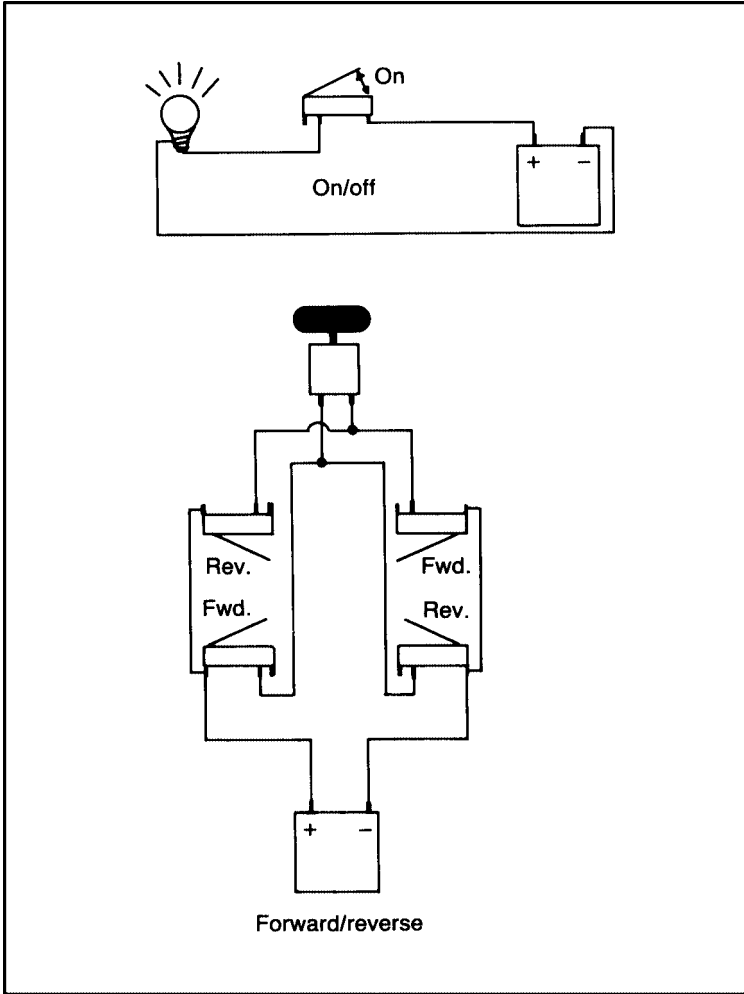 On
On/off
+ −
Rev. Fwd.
Fwd. Rev.
+ −
Forward/reverse